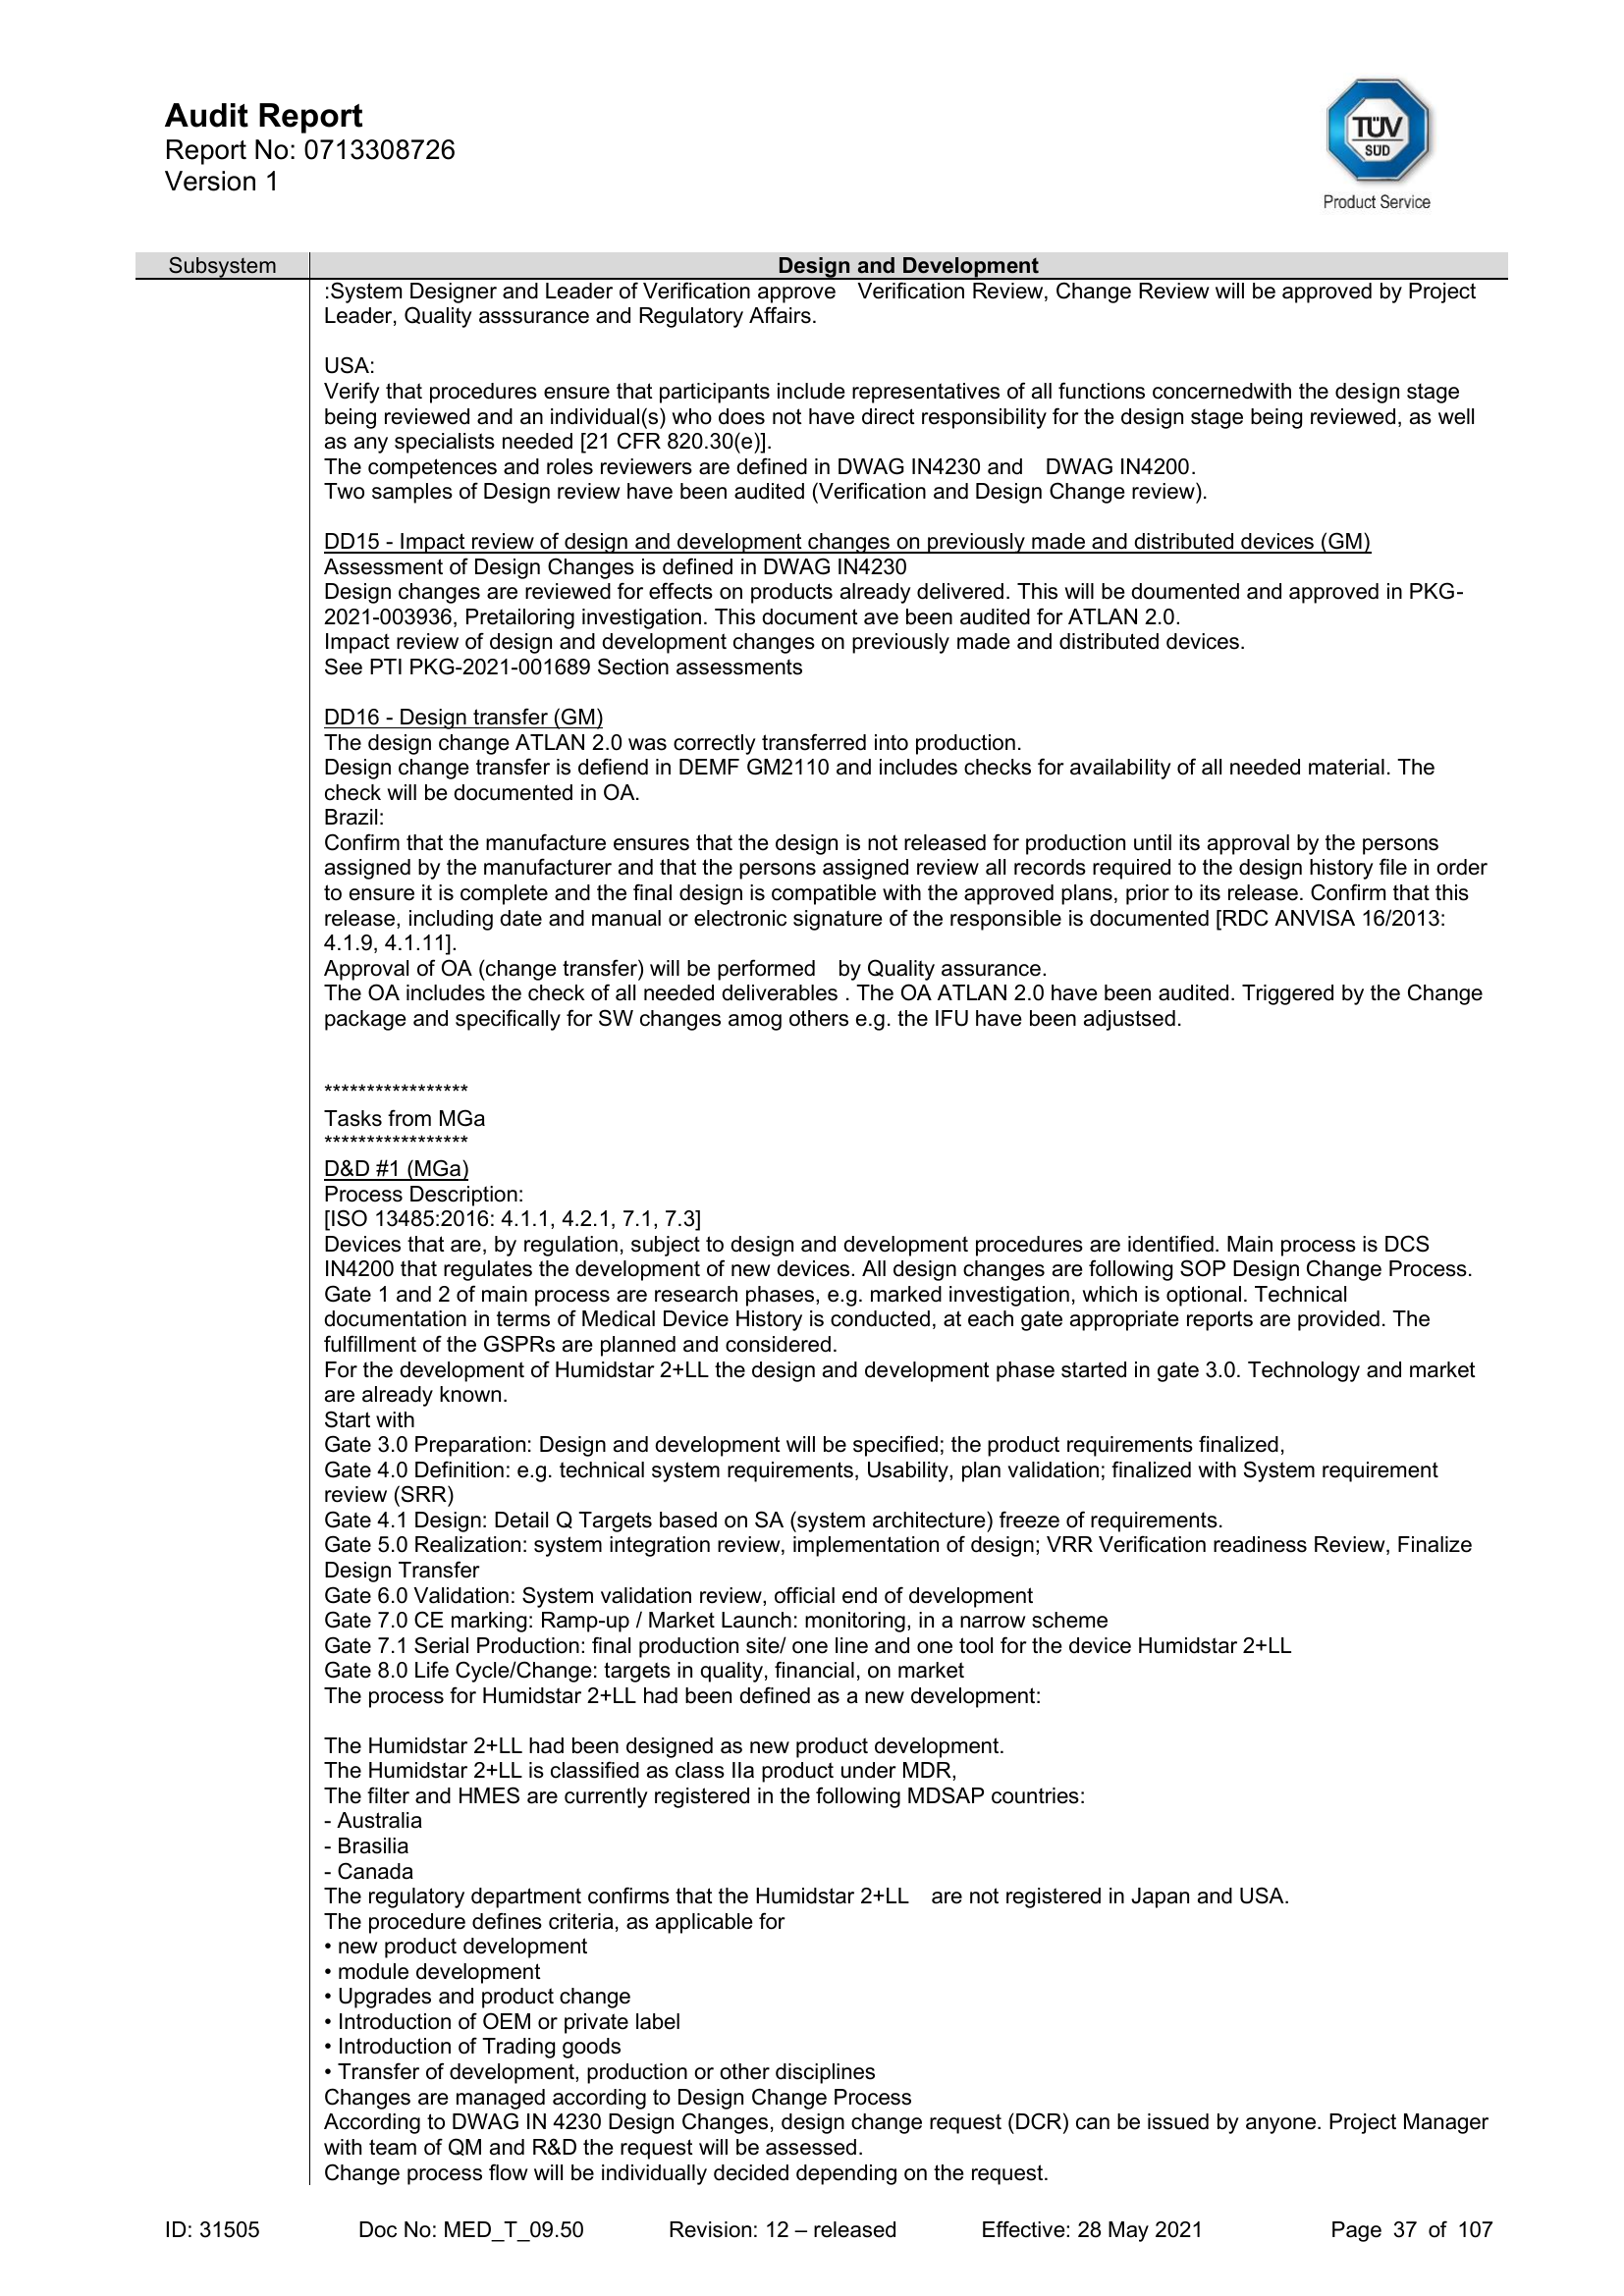 Audit Report
Report No: 0713308726
Version 1
TÜV
SÜD
Product Service
Subsystem
Design and Development
:System Designer and Leader of Verification approve Verification Review, Change Review will be approved by Project
Leader, Quality asssurance and Regulatory Affairs.
USA:
Verify that procedures ensure that participants include representatives of all functions concernedwith the design stage
being reviewed and an individual(s) who does not have direct responsibility for the design stage being reviewed, as well
as any specialists needed [21 CFR 820.30(e)].
The competences and roles reviewers are defined in DWAG IN4230 and DWAG IN4200.
Two samples of Design review have been audited (Verification and Design Change review).
DD15 - Impact review of design and development changes on previously made and distributed devices (GM)
Assessment of Design Changes is defined in DWAG IN4230
Design changes are reviewed for effects on products already delivered. This will be doumented and approved in PKG-
2021-003936, Pretailoring investigation. This document ave been audited for ATLAN 2.0.
Impact review of design and development changes on previously made and distributed devices.
See PTI PKG-2021-001689 Section assessments
DD16 - Design transfer (GM)
The design change ATLAN 2.0 was correctly transferred into production.
Design change transfer is defiend in DEMF GM2110 and includes checks for availability of all needed material. The
check will be documented in OA.
Brazil:
Confirm that the manufacture ensures that the design is not released for production until its approval by the persons
assigned by the manufacturer and that the persons assigned review all records required to the design history file in order
to ensure it is complete and the final design is compatible with the approved plans, prior to its release. Confirm that this
release, including date and manual or electronic signature of the responsible is documented [RDC ANVISA 16/2013:
4.1.9, 4.1.11].
Approval of OA (change transfer) will be performed by Quality assurance.
The OA includes the check of all needed deliverables . The OA ATLAN 2.0 have been audited. Triggered by the Change
package and specifically for SW changes amog others e.g. the IFU have been adjustsed.
*****************
Tasks from MGa
*****************
D&D #1 (MGa)
Process Description:
[ISO 13485:2016: 4.1.1, 4.2.1, 7.1, 7.3]
Devices that are, by regulation, subject to design and development procedures are identified. Main process is DCS
IN4200 that regulates the development of new devices. All design changes are following SOP Design Change Process.
Gate 1 and 2 of main process are research phases, e.g. marked investigation, which is optional. Technical
documentation in terms of Medical Device History is conducted, at each gate appropriate reports are provided. The
fulfillment of the GSPRs are planned and considered.
For the development of Humidstar 2+LL the design and development phase started in gate 3.0. Technology and market
are already known.
Start with
Gate 3.0 Preparation: Design and development will be specified; the product requirements finalized,
Gate 4.0 Definition: e.g. technical system requirements, Usability, plan validation; finalized with System requirement
review (SRR)
Gate 4.1 Design: Detail Q Targets based on SA (system architecture) freeze of requirements.
Gate 5.0 Realization: system integration review, implementation of design; VRR Verification readiness Review, Finalize
Design Transfer
Gate 6.0 Validation: System validation review, official end of development
Gate 7.0 CE marking: Ramp-up / Market Launch: monitoring, in a narrow scheme
Gate 7.1 Serial Production: final production site/ one line and one tool for the device Humidstar 2+LL
Gate 8.0 Life Cycle/Change: targets in quality, financial, on market
The process for Humidstar 2+LL had been defined as a new development:
The Humidstar 2+LL had been designed as new product development.
The Humidstar 2+LL is classified as class IIa product under MDR,
The filter and HMES are currently registered in the following MDSAP countries:
- Australia
- Brasilia
- Canada
The regulatory department confirms that the Humidstar 2+LL are not registered in Japan and USA.
The procedure defines criteria, as applicable for
• new product development
• module development
• Upgrades and product change
• Introduction of OEM or private label
• Introduction of Trading goods
• Transfer of development, production or other disciplines
Changes are managed according to Design Change Process
According to DWAG IN 4230 Design Changes, design change request (DCR) can be issued by anyone. Project Manager
with team of QM and R&D the request will be assessed.
Change process flow will be individually decided depending on the request.
ID: 31505 Doc No: MED_T_09.50 Revision: 12 – released Effective: 28 May 2021 Page 37 of 107